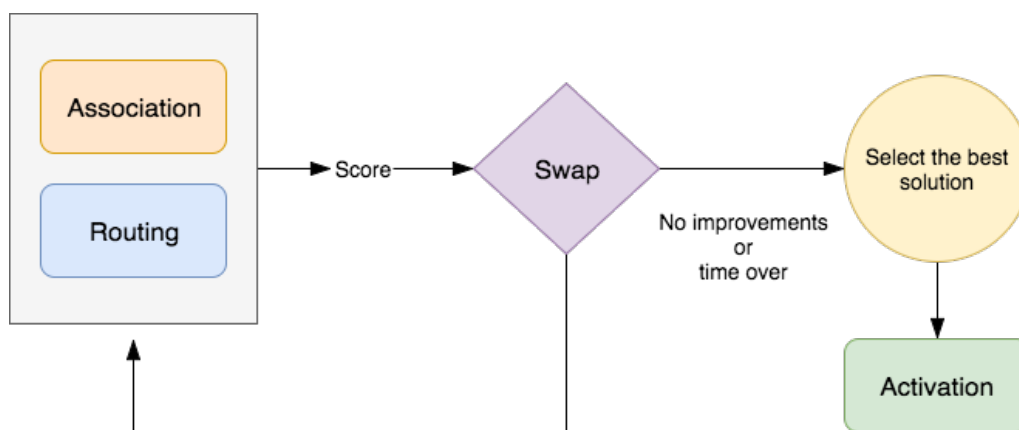 Association
Routing
Score
Swap
No improvements
or
time over
Select the best
solution
Activation